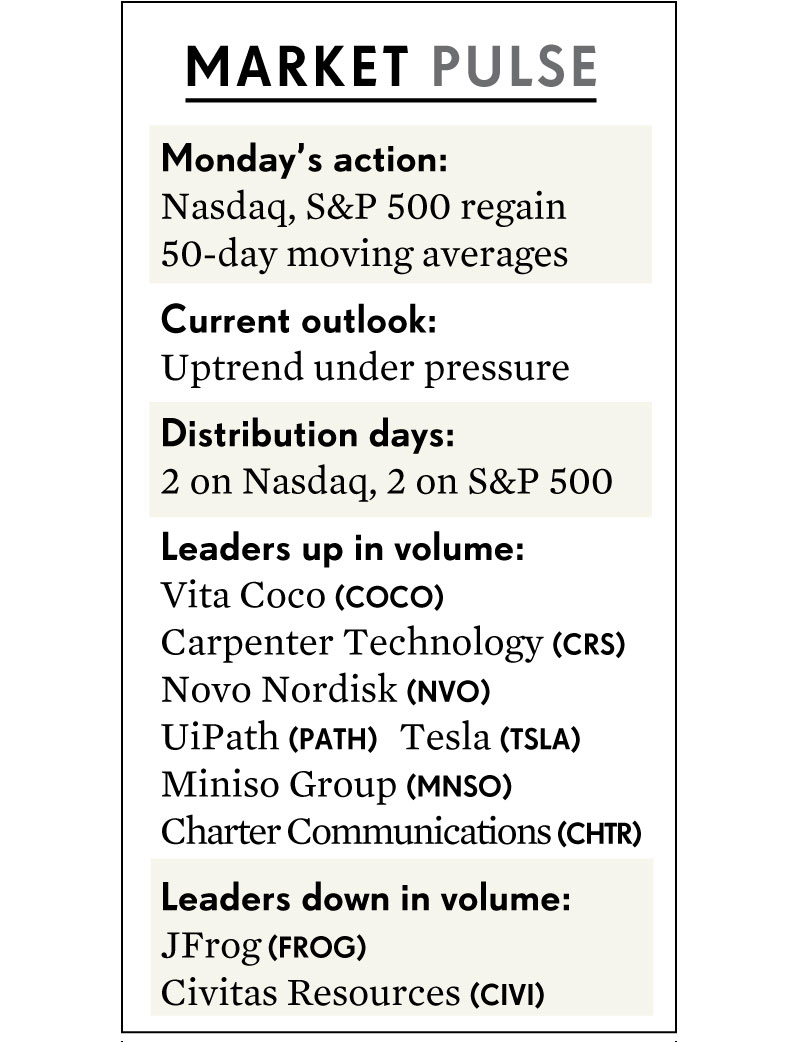 MARKET PULSE
Monday’s action:
Nasdaq, S&P 500 regain
50-day moving averages
Current outlook:
Uptrend under pressure
Distribution days:
2 on Nasdaq, 2 on S&P 500
Leaders up in volume:
Vita Coco (COCO)
Carpenter Technology (CRS)
Novo Nordisk (NVO)
UiPath (PATH) Tesla (TSLA)
Miniso Group (MNSO)
Charter Communications (CHTR)
Leaders down in volume:
JFrog (FROG)
Civitas Resources (CIVI)